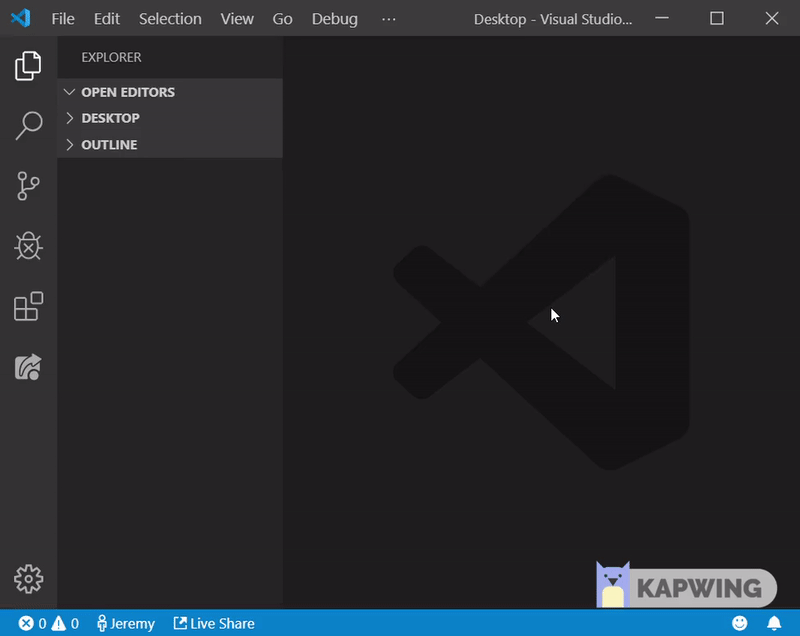 File Edit Selection View Go Debug ··· Desktop - Visual Studio...
EXPLORER
OPEN EDITORS
DESKTOP
OUTLINE
KAPWING
0 0 Jeremy Live Share